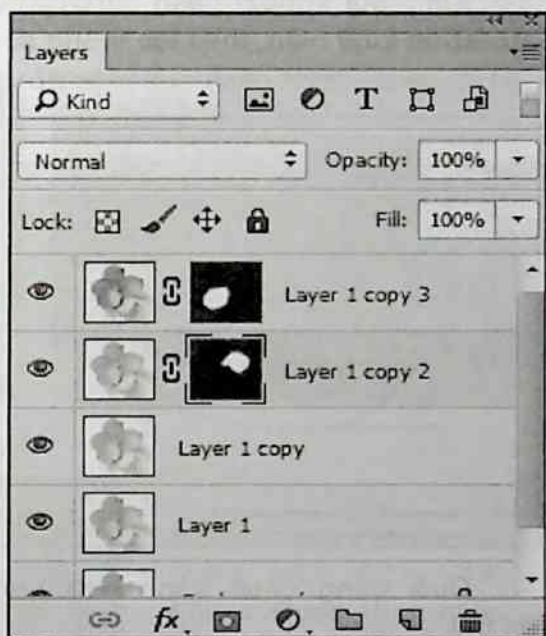 Layers
Kind T
Normal Opacity: 100%
Lock: Fill: 100%
Layer 1 copy 3
Layer 1 copy 2
Layer 1 copy
Layer 1
fx